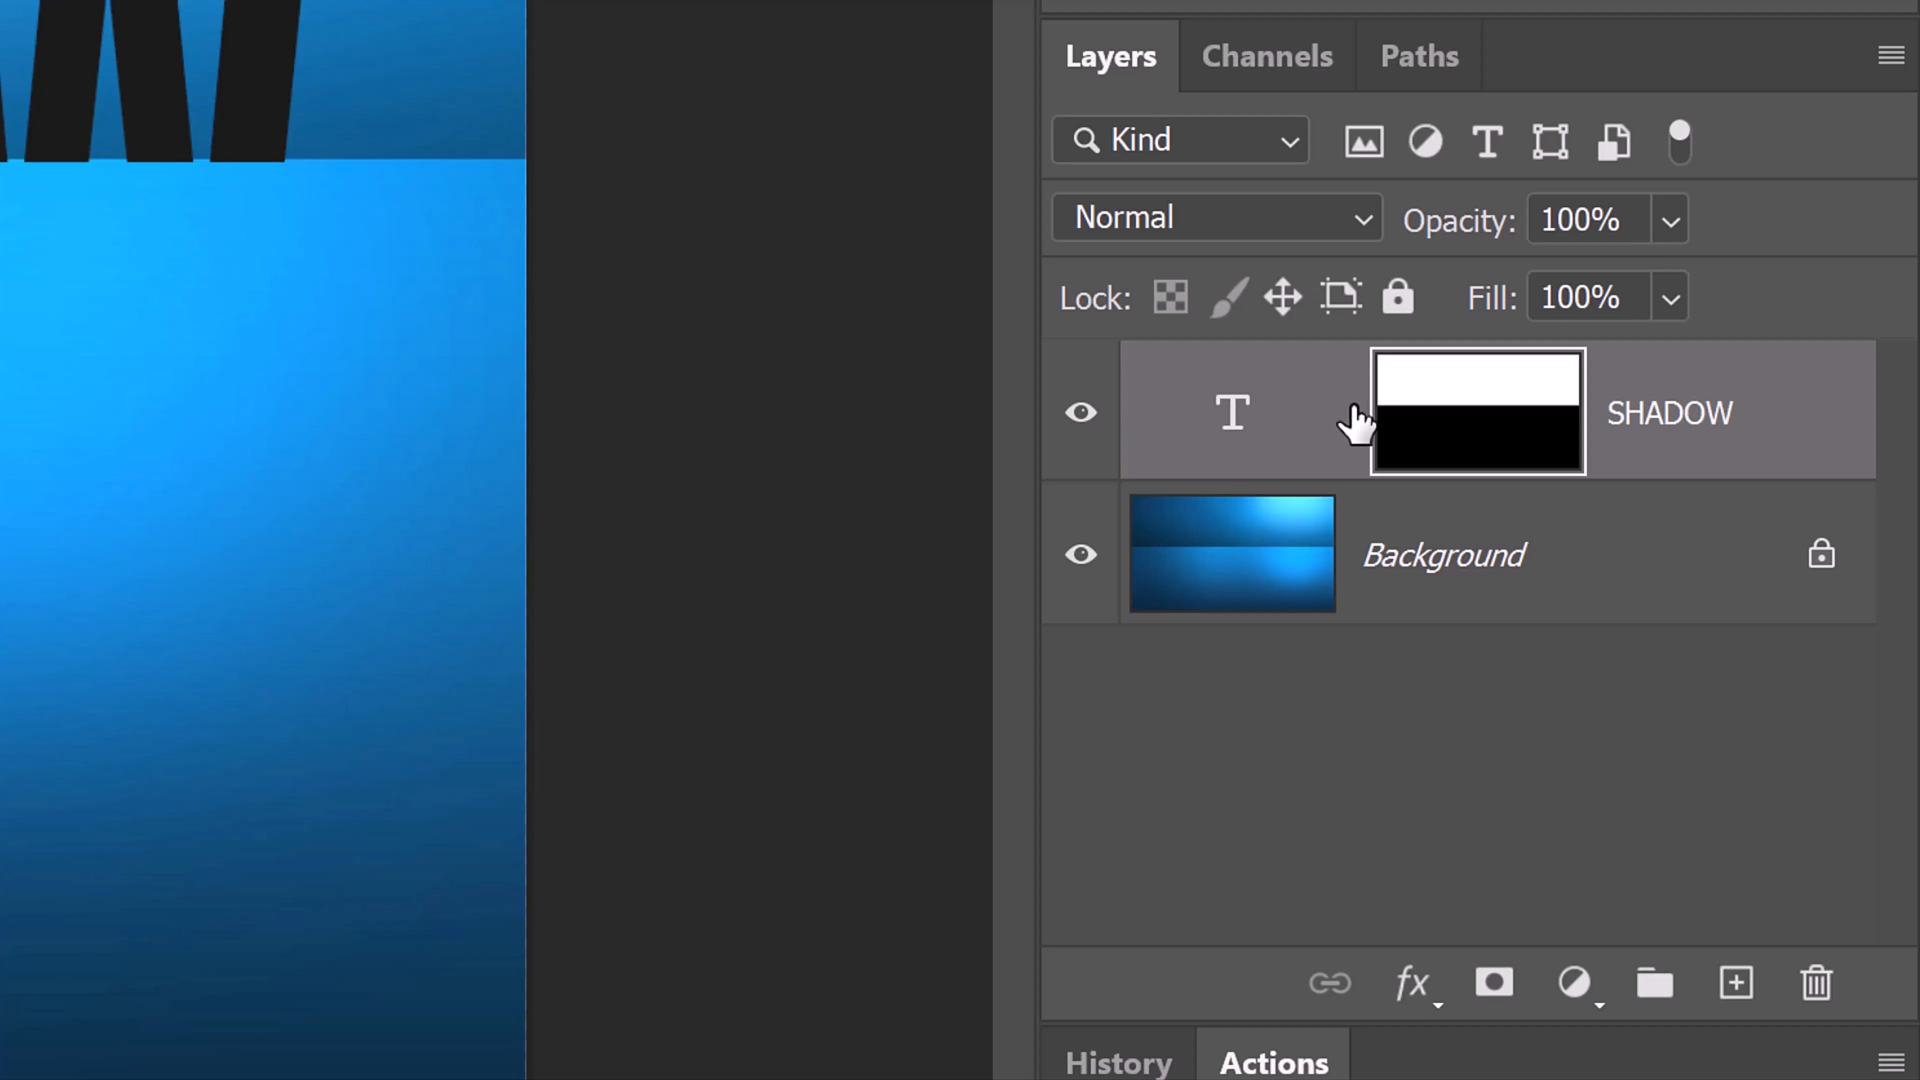 Layers Channels Paths
Kind
Normal Opacity: 100%
Lock: Fill: 100%
T SHADOW
Background
fx
History Actions